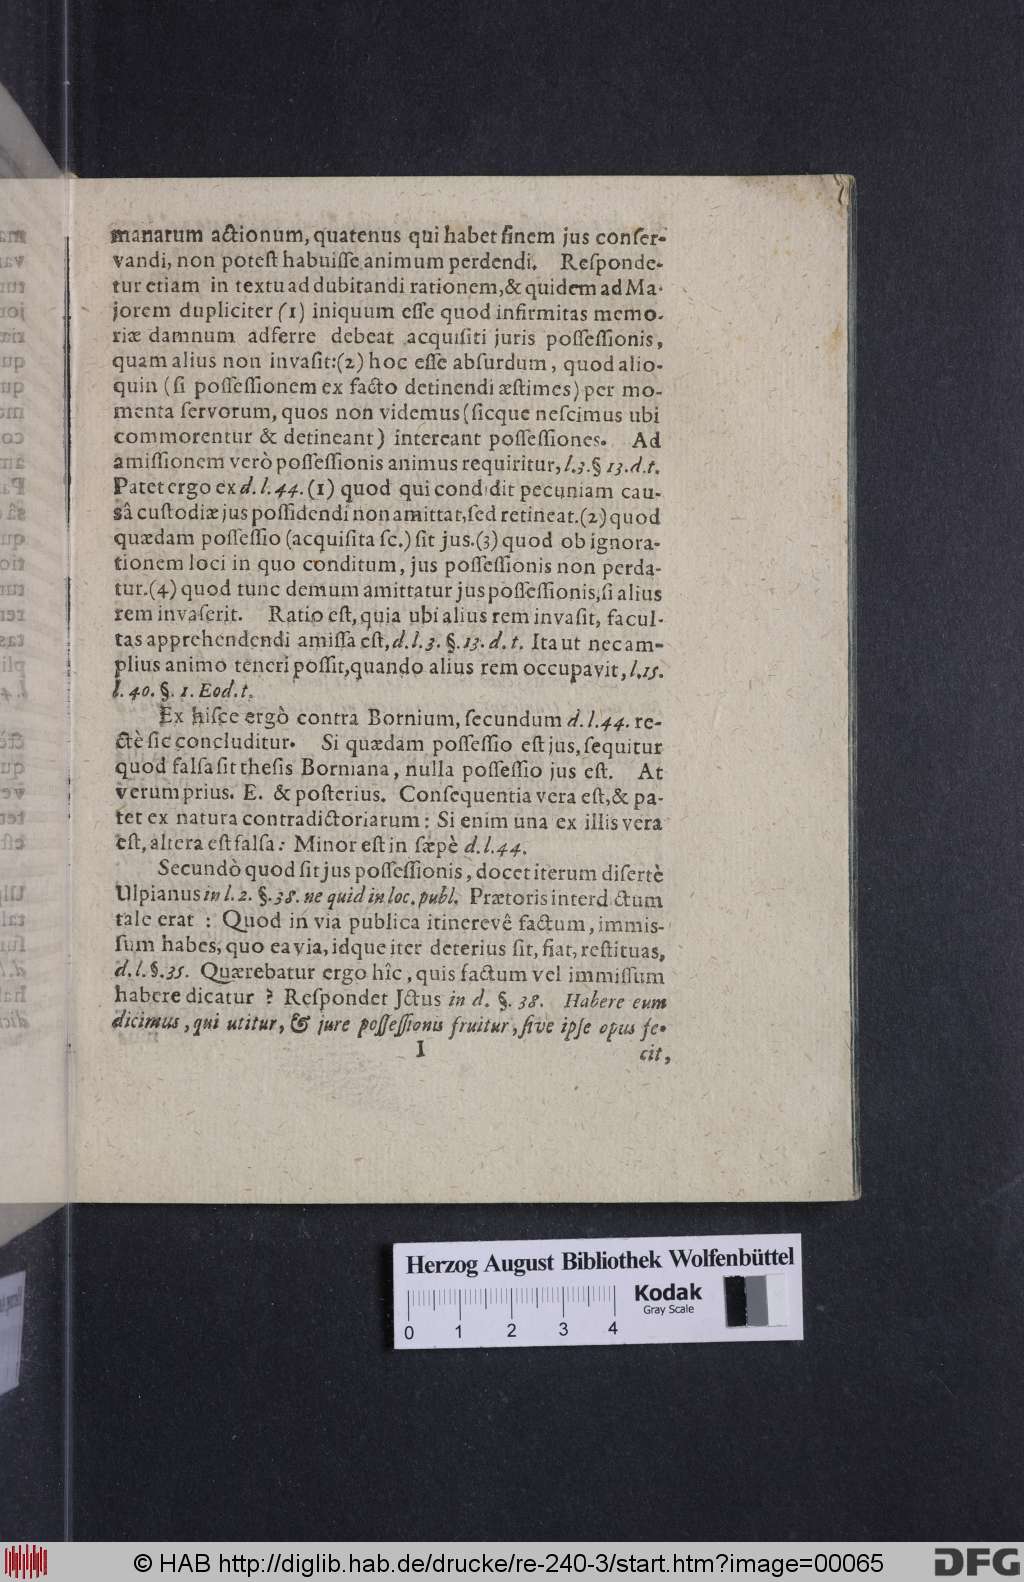 manarum actionum, quatenus qui habet finem jus conſer-
vandi, non poteſt habuiſſe animum perdendi. Reſponde-
tur etiam in textu ad dubitandi rationem, & quidem ad Ma-
jorem dupliciter (1) iniquum eſſe quod infirmitas memo-
riæ damnum adferre debeat acquiſiti juris poſſeſſionis,
quam alius non invaſit:(2) hoc eſſe abſurdum, quod alio-
quin (ſi poſſeſſionem ex facto detinendi æſtimes) per mo-
menta ſervorum, quos non videmus (ſicque neſcimus ubi
commorentur & detineant) intereant poſſeſſiones. Ad
amiſſionem verò poſſeſſionis animus requiritur, l.3.§ 13.d.t.
Patet ergo ex d.l.44.(1) quod qui condidit pecuniam cau-
sâ cuſtodiæ jus poſſidendi non amittat, ſed retineat.(2) quod
quædam poſſeſſio (acquiſita ſc.) ſit jus.(3) quod ob ignora-
tionem loci in quo conditum, jus poſſeſſionis non perda-
tur.(4) quod tunc demum amittatur jus poſſeſſionis, ſi alius
rem invaſerit. Ratio eſt, quia ubi alius rem invaſit, facul-
tas apprehendendi amiſſa eſt, d.l.3.§.13.d.t. Ita ut nec am-
plius animo teneri poſſit, quando alius rem occupavit, l.15.
l.40.§.1.Eod.t.
Ex hiſce ergò contra Bornium, ſecundum d.l.44. re-
ctè ſic concluditur. Si quædam poſſeſſio eſt jus, ſequitur
quod falſa ſit theſis Borniana, nulla poſſeſſio jus eſt. At
verum prius. E. & poſterius. Conſequentia vera eſt, & pa-
tet ex natura contradictoriarum: Si enim una ex illis vera
eſt, altera eſt falſa: Minor eſt in ſæpè d.l.44.
Secundò quod ſit jus poſſeſſionis, docet iterum diſertè
Ulpianus in l.2.§.38. ne quid in loc.publ. Prætoris interdictum
tale erat : Quod in via publica itinerevê factum, immis-
ſum habes, quo ea via, idque iter deterius ſit, fiat, reſtituas,
d.l.§.35. Quærebatur ergo hîc, quis factum vel immiſſum
habere dicatur ? Reſpondet Jctus in d. §. 38. Habere eum
dicimus, qui utitur, & jure poſſeſſionis fruitur, ſive ipſe opus fe-
I cit,
Herzog August Bibliothek Wolfenbüttel
Kodak
Gray Scale
0 1 2 3 4
© HAB http://diglib.hab.de/drucke/re-240-3/start.htm?image=00065
DFG